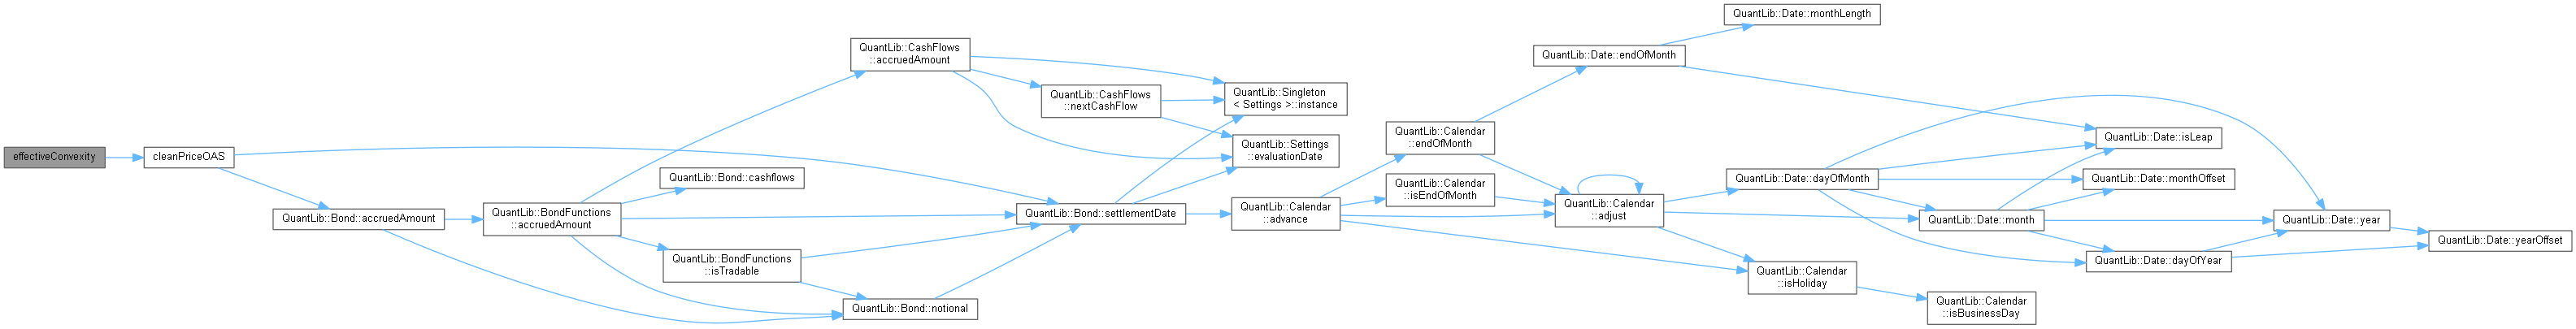 effectiveConvexity
cleanPriceOAS
QuantLib::Bond::accruedAmount
QuantLib::BondFunctions
::accruedAmount
QuantLib::CashFlows
::accruedAmount
QuantLib::Bond::cashflows
QuantLib::BondFunctions
::isTradable
QuantLib::Bond::notional
QuantLib::CashFlows
::nextCashFlow
QuantLib::Bond::settlementDate
QuantLib::Singleton
< Settings >::instance
QuantLib::Settings
::evaluationDate
QuantLib::Calendar
::advance
QuantLib::Calendar
::endOfMonth
QuantLib::Calendar
::isEndOfMonth
QuantLib::Date::endOfMonth
QuantLib::Calendar
::adjust
QuantLib::Date::monthLength
QuantLib::Date::dayOfMonth
QuantLib::Calendar
::isHoliday
QuantLib::Date::month
QuantLib::Calendar
::isBusinessDay
QuantLib::Date::isLeap
QuantLib::Date::monthOffset
QuantLib::Date::dayOfYear
QuantLib::Date::year
QuantLib::Date::yearOffset